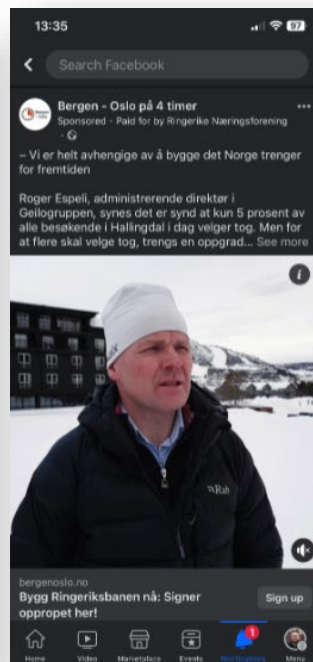 13:35
97
Search Facebook
Bergen - Oslo på 4 timer
Sponsored · Paid for by Ringerike Næringsforening
– Vi er helt avhengige av å bygge det Norge trenger
for fremtiden
Roger Espeli, administrerende direktør i
Geilogruppen, synes det er synd at kun 5 prosent av
alle besøkende i Hallingdal i dag velger tog. Men for
at flere skal velge tog, trengs en oppgrad... See more
Rab
bergenoslo.no
Bygg Ringeriksbanen nå: Signer
oppropet her!
Sign up
1
Home
Video
Marketplace
Events
Notifications
Menu